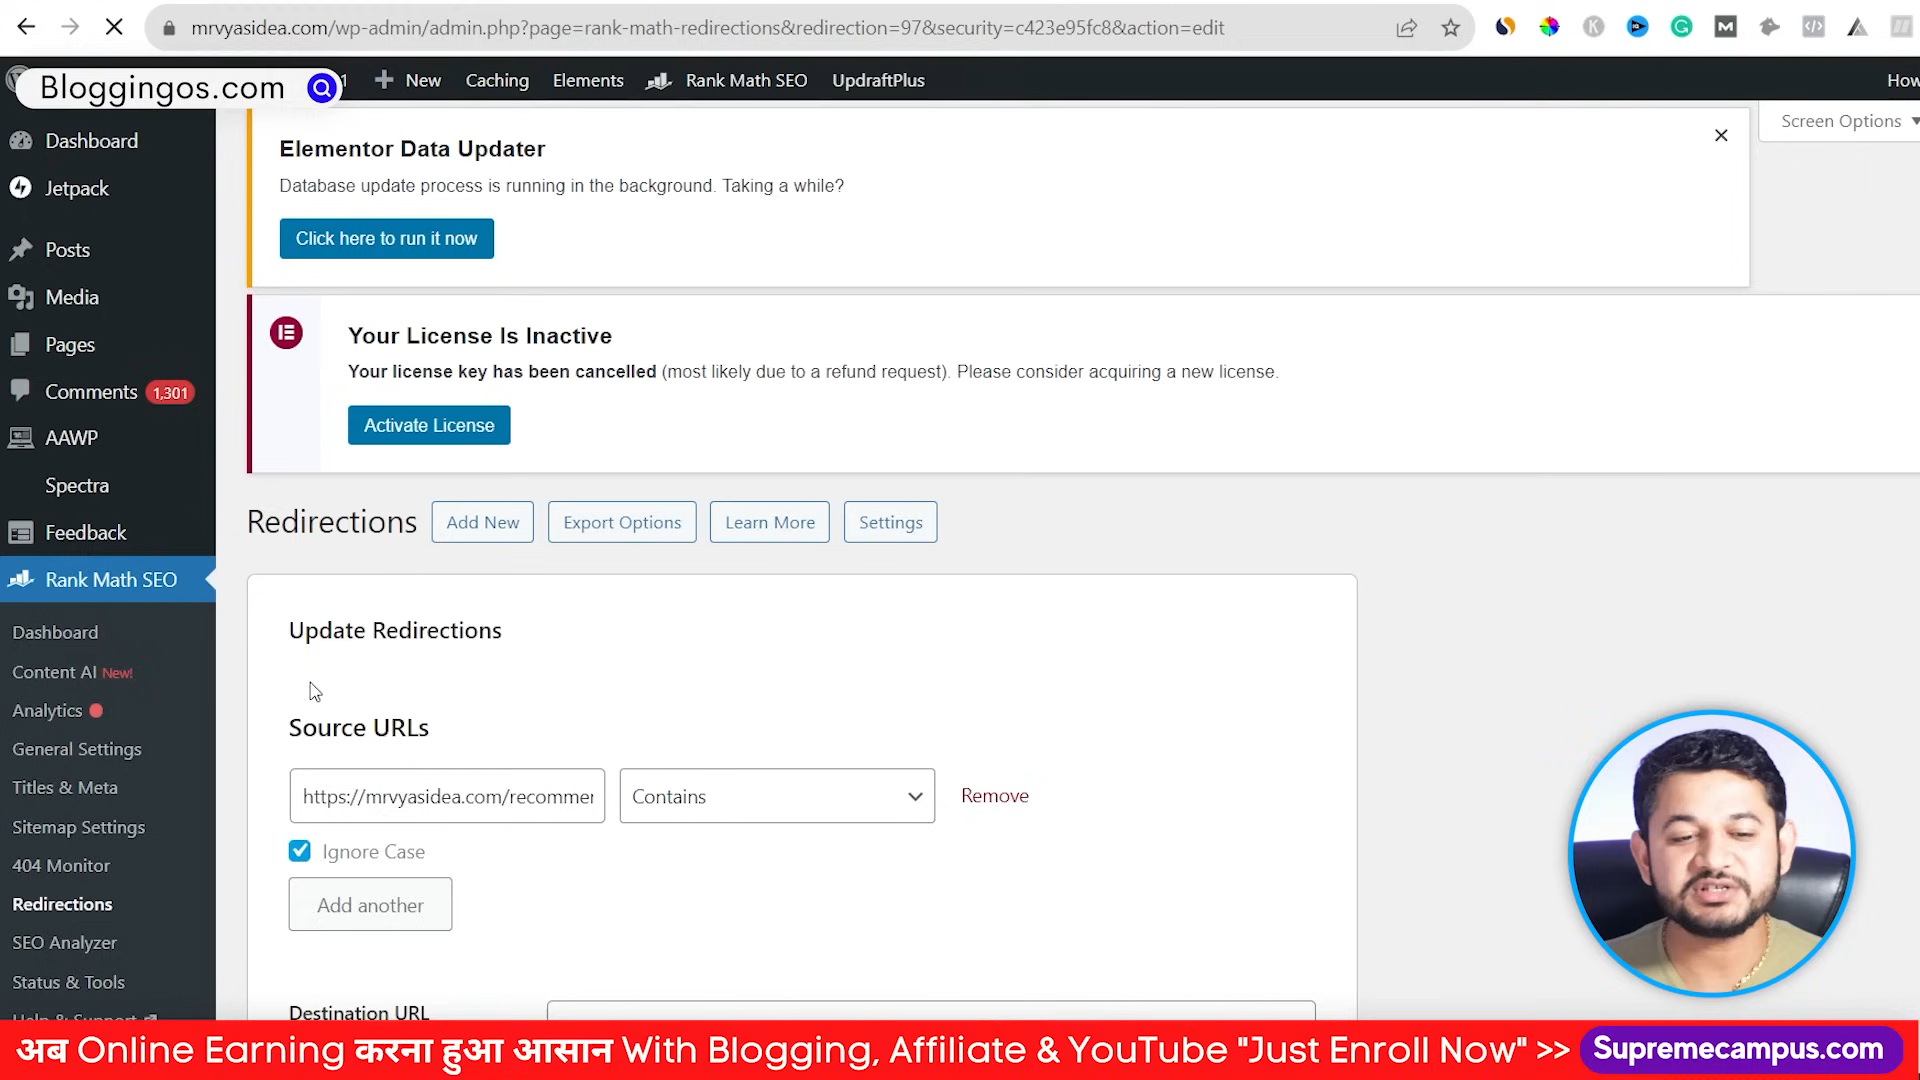 mrvyasidea.com/wp-admin/admin.php?page=rank-math-redirections&redirection=97&security=c423e95fc8&action=edit
Bloggingos.com
1
New
Caching
Elements
Rank Math SEO
UpdraftPlus
How
Screen Options
Dashboard
Jetpack
Posts
Media
Pages
Comments 1,301
AAWP
Spectra
Feedback
Rank Math SEO
Dashboard
Content AI New!
Analytics
General Settings
Titles & Meta
Sitemap Settings
404 Monitor
Redirections
SEO Analyzer
Status & Tools
Help & Support
Elementor Data Updater
Database update process is running in the background. Taking a while?
Click here to run it now
Your License Is Inactive
Your license key has been cancelled (most likely due to a refund request). Please consider acquiring a new license.
Activate License
Redirections
Add New
Export Options
Learn More
Settings
Update Redirections
Source URLs
https://mrvyasidea.com/recommer
Contains
Remove
Ignore Case
Add another
Destination URL
अब Online Earning करना हुआ आसान With Blogging, Affiliate & YouTube "Just Enroll Now" >> Supremecampus.com